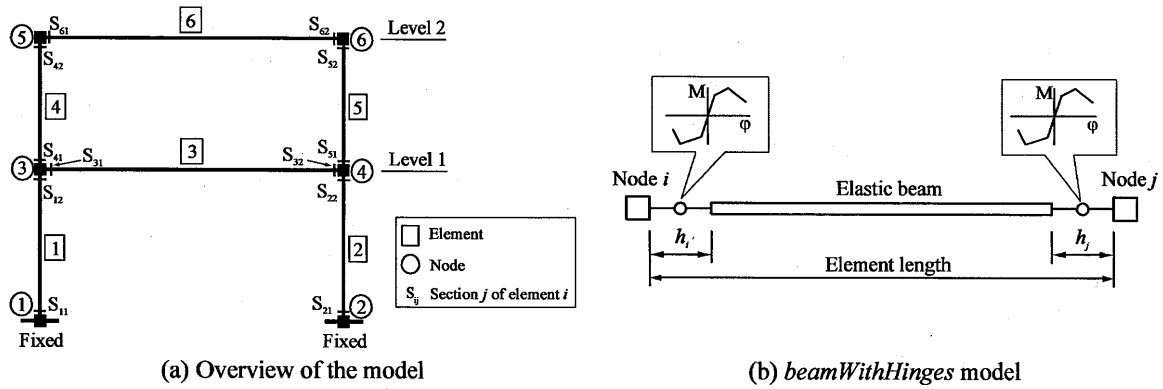 S61
6
S62
5
6
Level 2
S42
S52
4
5
S41
S31
3
S32
S51
3
4
Level 1
S12
S22
1
2
1
S11
S21
2
Fixed
Fixed
Element
Node
Sij Section j of element i
(a) Overview of the model
M
φ
M
φ
Node i
Elastic beam
Node j
hi
hj
Element length
(b) beamWithHinges model